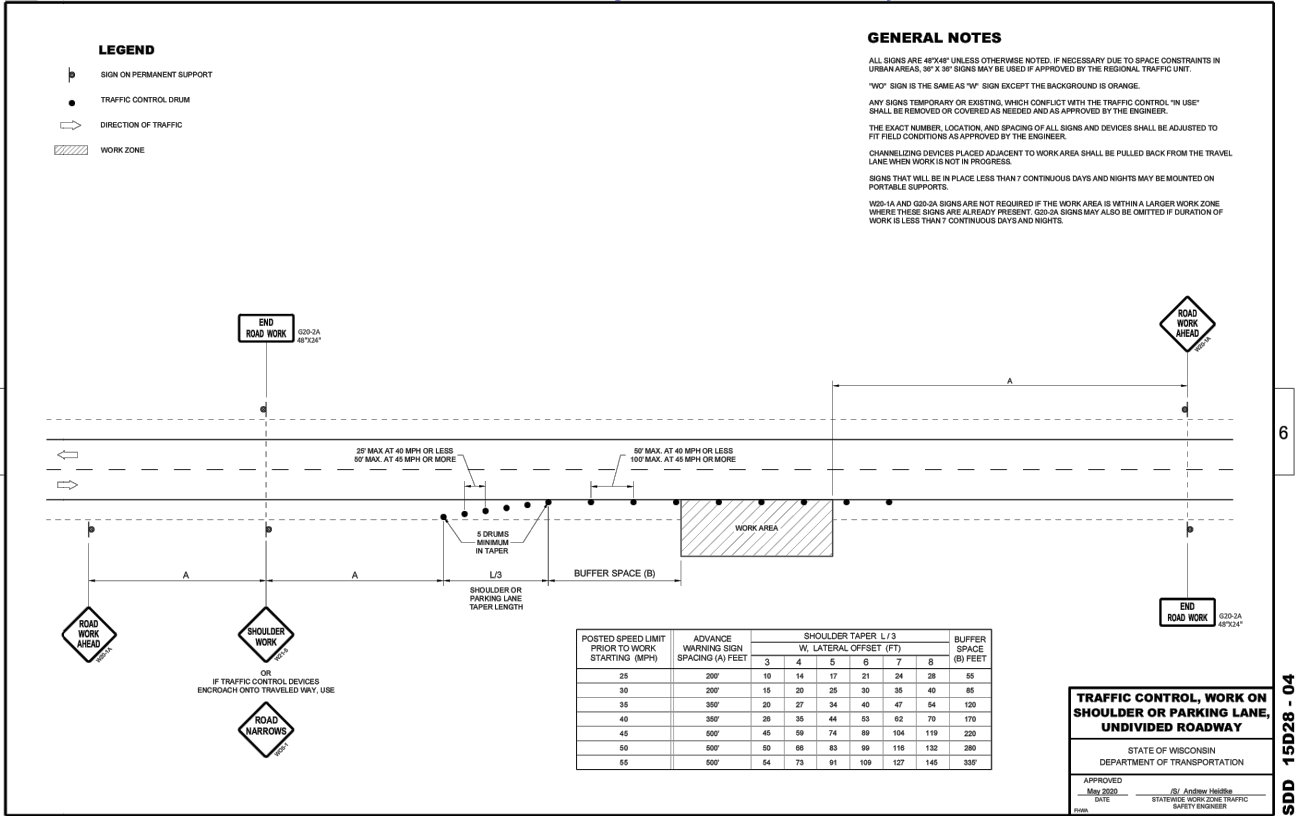 LEGEND
SIGN ON PERMANENT SUPPORT
TRAFFIC CONTROL DRUM
DIRECTION OF TRAFFIC
WORK ZONE
GENERAL NOTES
ALL SIGNS ARE 48"X48" UNLESS OTHERWISE NOTED. IF NECESSARY DUE TO SPACE CONSTRAINTS IN
URBAN AREAS, 36" X 36" SIGNS MAY BE USED IF APPROVED BY THE REGIONAL TRAFFIC UNIT.
"WO" SIGN IS THE SAME AS "W" SIGN EXCEPT THE BACKGROUND IS ORANGE.
ANY SIGNS TEMPORARY OR EXISTING, WHICH CONFLICT WITH THE TRAFFIC CONTROL "IN USE"
SHALL BE REMOVED OR COVERED AS NEEDED AND AS APPROVED BY THE ENGINEER.
THE EXACT NUMBER, LOCATION, AND SPACING OF ALL SIGNS AND DEVICES SHALL BE ADJUSTED TO
FIT FIELD CONDITIONS AS APPROVED BY THE ENGINEER.
CHANNELIZING DEVICES PLACED ADJACENT TO WORK AREA SHALL BE PULLED BACK FROM THE TRAVEL
LANE WHEN WORK IS NOT IN PROGRESS.
SIGNS THAT WILL BE IN PLACE LESS THAN 7 CONTINUOUS DAYS AND NIGHTS MAY BE MOUNTED ON
PORTABLE SUPPORTS.
W20-1A AND G20-2A SIGNS ARE NOT REQUIRED IF THE WORK AREA IS WITHIN A LARGER WORK ZONE
WHERE THESE SIGNS ARE ALREADY PRESENT. G20-2A SIGNS MAY ALSO BE OMITTED IF DURATION OF
WORK IS LESS THAN 7 CONTINUOUS DAYS AND NIGHTS.
END
ROAD WORK
G20-2A
48"X24"
ROAD
WORK
AHEAD
W20-1A
A
6
25' MAX AT 40 MPH OR LESS
50' MAX. AT 45 MPH OR MORE
50' MAX. AT 40 MPH OR LESS
100' MAX. AT 45 MPH OR MORE
5 DRUMS
MINIMUM
IN TAPER
WORK AREA
A
A
L/3
BUFFER SPACE (B)
SHOULDER OR
PARKING LANE
TAPER LENGTH
ROAD
WORK
AHEAD
W20-1A
SHOULDER
WORK
W21-5
OR
IF TRAFFIC CONTROL DEVICES
ENCROACH ONTO TRAVELED WAY, USE
ROAD
NARROWS
WO5-1
END
ROAD WORK
G20-2A
48"X24"
POSTED SPEED LIMIT PRIOR TO WORK STARTING (MPH) ADVANCE WARNING SIGN SPACING (A) FEET SHOULDER TAPER L / 3 BUFFER SPACE (B) FEET
W, LATERAL OFFSET (FT)
3 4 5 6 7 8
25 200' 10 14 17 21 24 28 55
30 200' 15 20 25 30 35 40 85
35 350' 20 27 34 40 47 54 120
40 350' 26 35 44 53 62 70 170
45 500' 45 59 74 89 104 119 220
50 500' 50 66 83 99 116 132 280
55 500' 54 73 91 109 127 145 335'
TRAFFIC CONTROL, WORK ON
SHOULDER OR PARKING LANE,
UNDIVIDED ROADWAY
STATE OF WISCONSIN
DEPARTMENT OF TRANSPORTATION
APPROVED
May 2020 /S/ Andrew Heidtke
DATE STATEWIDE WORK ZONE TRAFFIC
SAFETY ENGINEER
FHWA
SDD 15D28 - 04